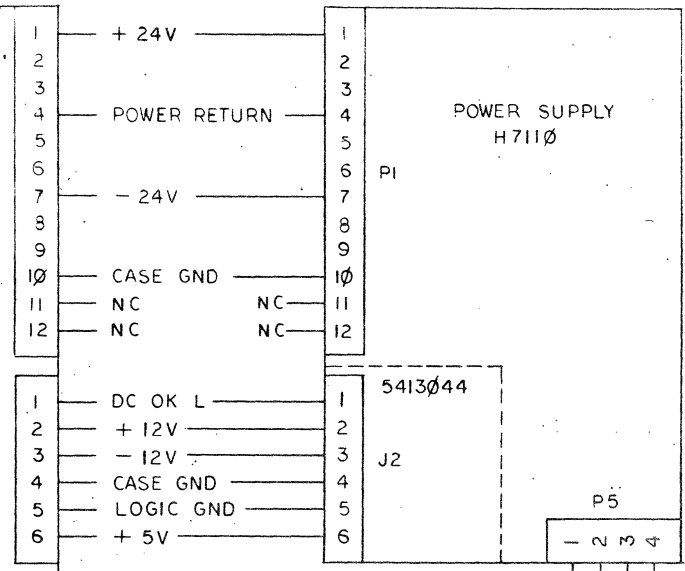 1 + 24V 1
2 2
3 3
4 POWER RETURN 4 POWER SUPPLY
5 5 H711Ø
6 6 P1
7 - 24V 7
8 8
9 9
1Ø CASE GND 1Ø
11 NC NC 11
12 NC NC 12
5413Ø44
1 DC OK L 1
2 + 12V 2
3 - 12V 3 J2
4 CASE GND 4
5 LOGIC GND 5 P5
6 + 5V 6 1 2 3 4